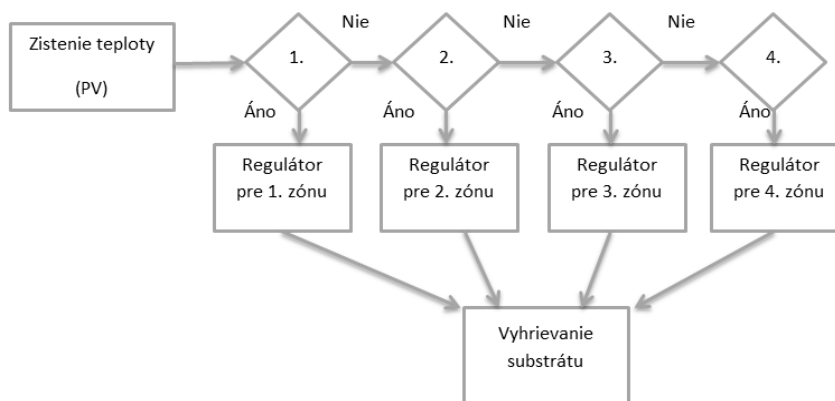 Zistenie teploty
(PV)
1.
Nie
2.
Nie
3.
Nie
4.
Áno
Áno
Áno
Áno
Regulátor
pre 1. zónu
Regulátor
pre 2. zónu
Regulátor
pre 3. zónu
Regulátor
pre 4. zónu
Vyhrievanie
substrátu